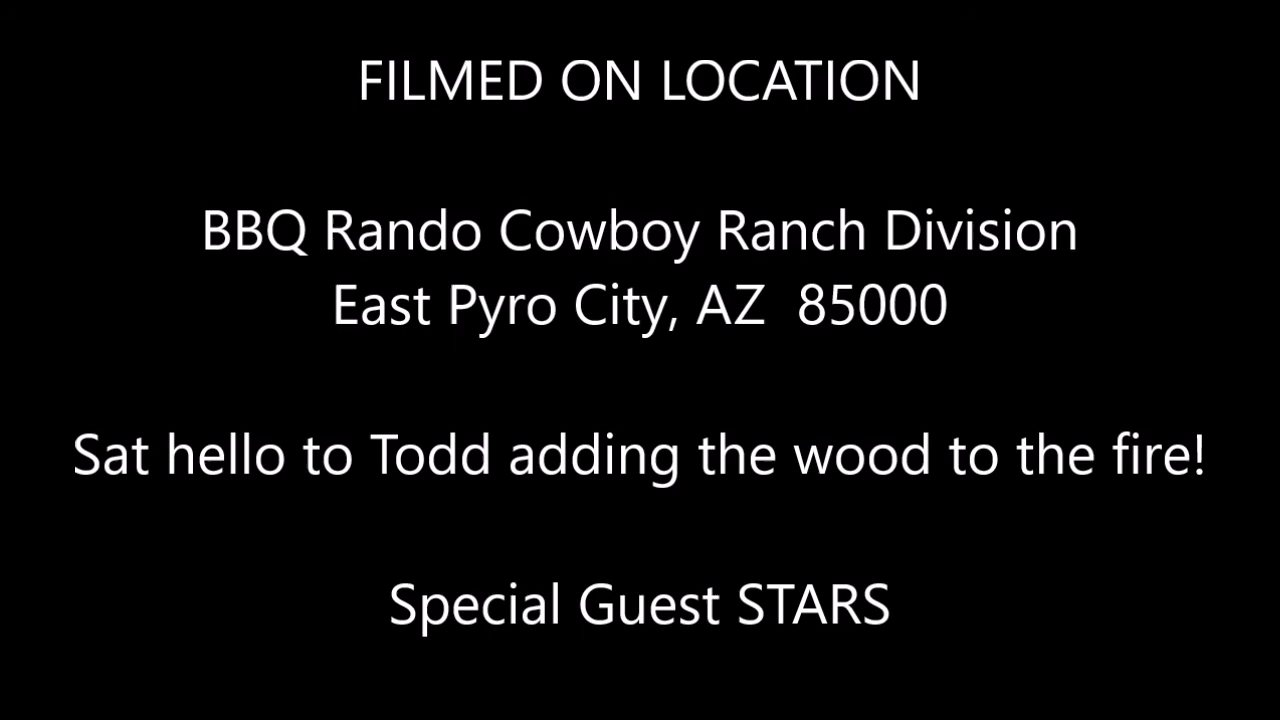 FILMED ON LOCATION
BBQ Rando Cowboy Ranch Division
East Pyro City, AZ  85000
Sat hello to Todd adding the wood to the fire!
Special Guest STARS